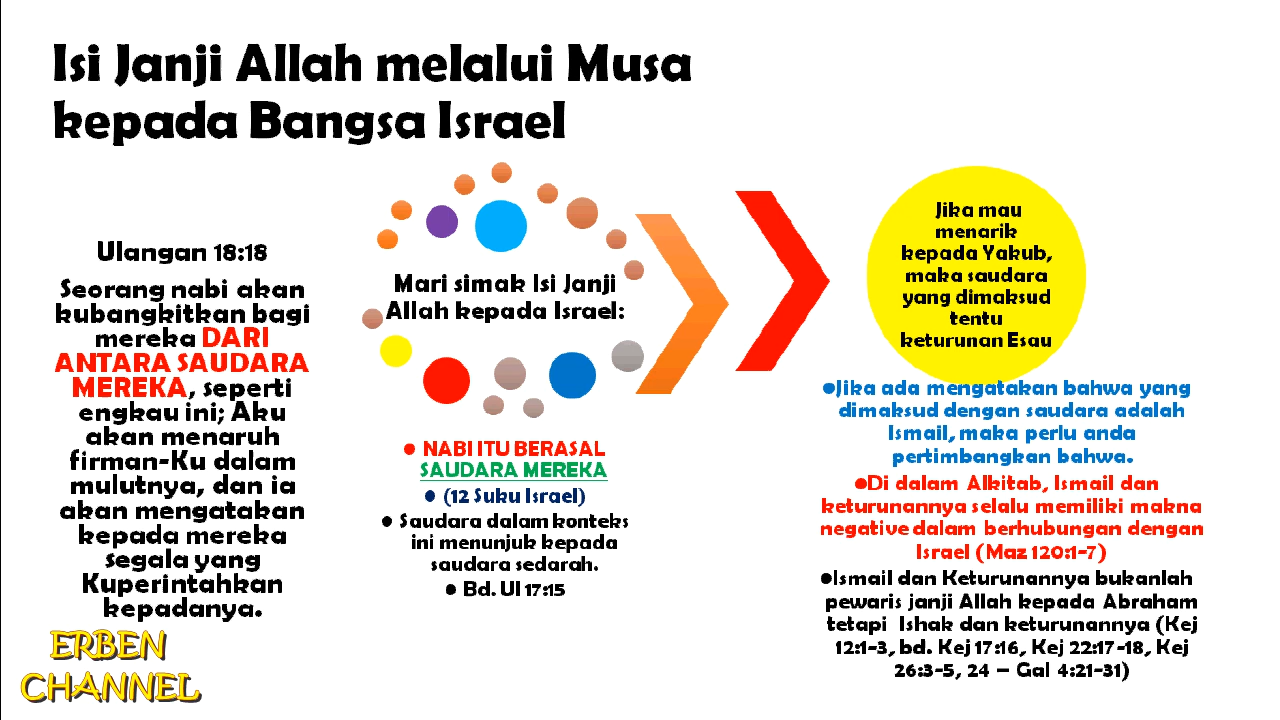 Isi Janji Allah melalui Musa
kepada Bangsa Israel
Ulangan 18:18
Seorang nabi akan
kubangkitkan bagi
mereka DARI
ANTARA SAUDARA
MEREKA, seperti
engkau ini; Aku
akan menaruh
firman-Ku dalam
mulutnya, dan ia
akan mengatakan
kepada mereka
segala yang
Kuperintahkan
kepadanya.
Mari simak Isi Janji
Allah kepada Israel:
● NABI ITU BERASAL
SAUDARA MEREKA
● (12 Suku Israel)
● Saudara dalam konteks
ini menunjuk kepada
saudara sedarah.
● Bd. Ul 17:15
Jika mau
menarik
kepada Yakub,
maka saudara
yang dimaksud
tentu
keturunan Esau
●Jika ada mengatakan bahwa yang
dimaksud dengan saudara adalah
Ismail, maka perlu anda
pertimbangkan bahwa.
●Di dalam Alkitab, Ismail dan
keturunannya selalu memiliki makna
negative dalam berhubungan dengan
Israel (Maz 120:1-7)
●Ismail dan Keturunannya bukanlah
pewaris janji Allah kepada Abraham
tetapi Ishak dan keturunannya (Kej
12:1-3, bd. Kej 17:16, Kej 22:17-18, Kej
26:3-5, 24 – Gal 4:21-31)
ERBEN
CHANNEL